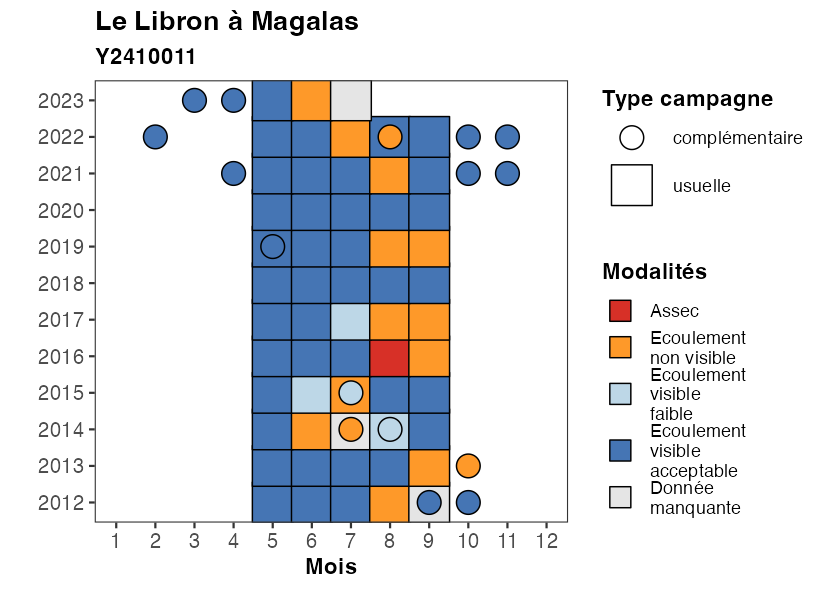 Le Libron à Magalas
Y2410011
2023
2022
2021
2020
2019
2018
2017
2016
2015
2014
2013
2012
1 2 3 4 5 6 7 8 9 10 11 12
Mois
Type campagne
complémentaire
usuelle
Modalités
Assec
Ecoulement
non visible
Ecoulement
visible
faible
Ecoulement
visible
acceptable
Donnée
manquante